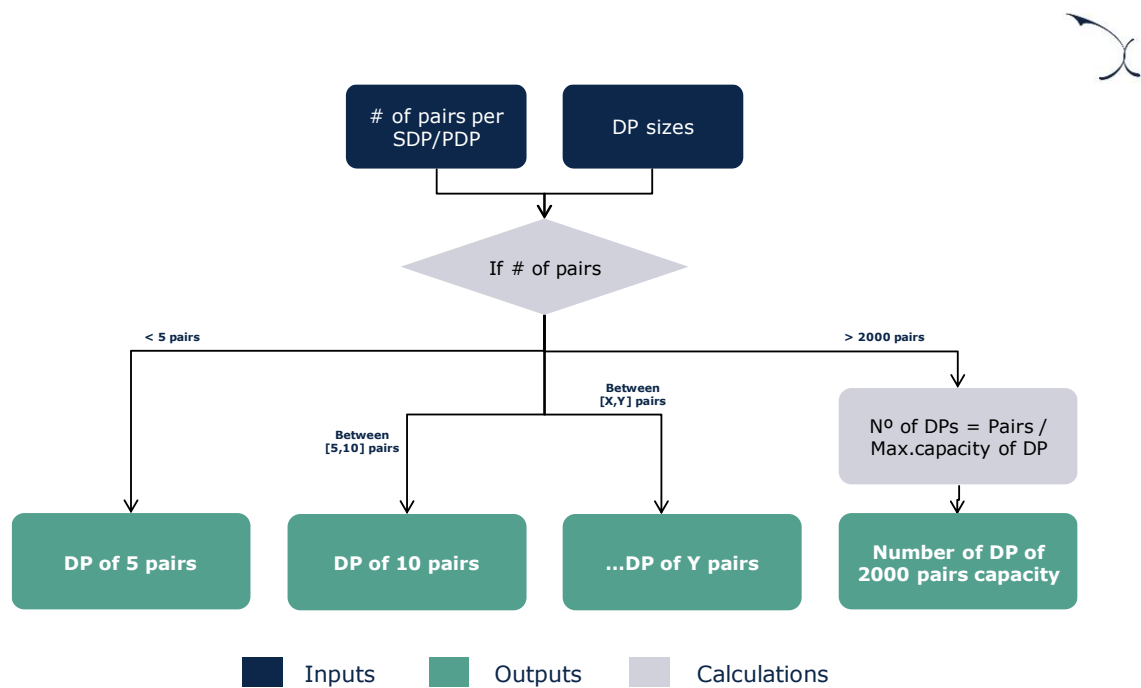 # of pairs per
SDP/PDP
DP sizes
If # of pairs
< 5 pairs
> 2000 pairs
Between
[X,Y] pairs
Between
[5,10] pairs
Nº of DPs = Pairs /
Max.capacity of DP
DP of 5 pairs
DP of 10 pairs
...DP of Y pairs
Number of DP of
2000 pairs capacity
Inputs
Outputs
Calculations